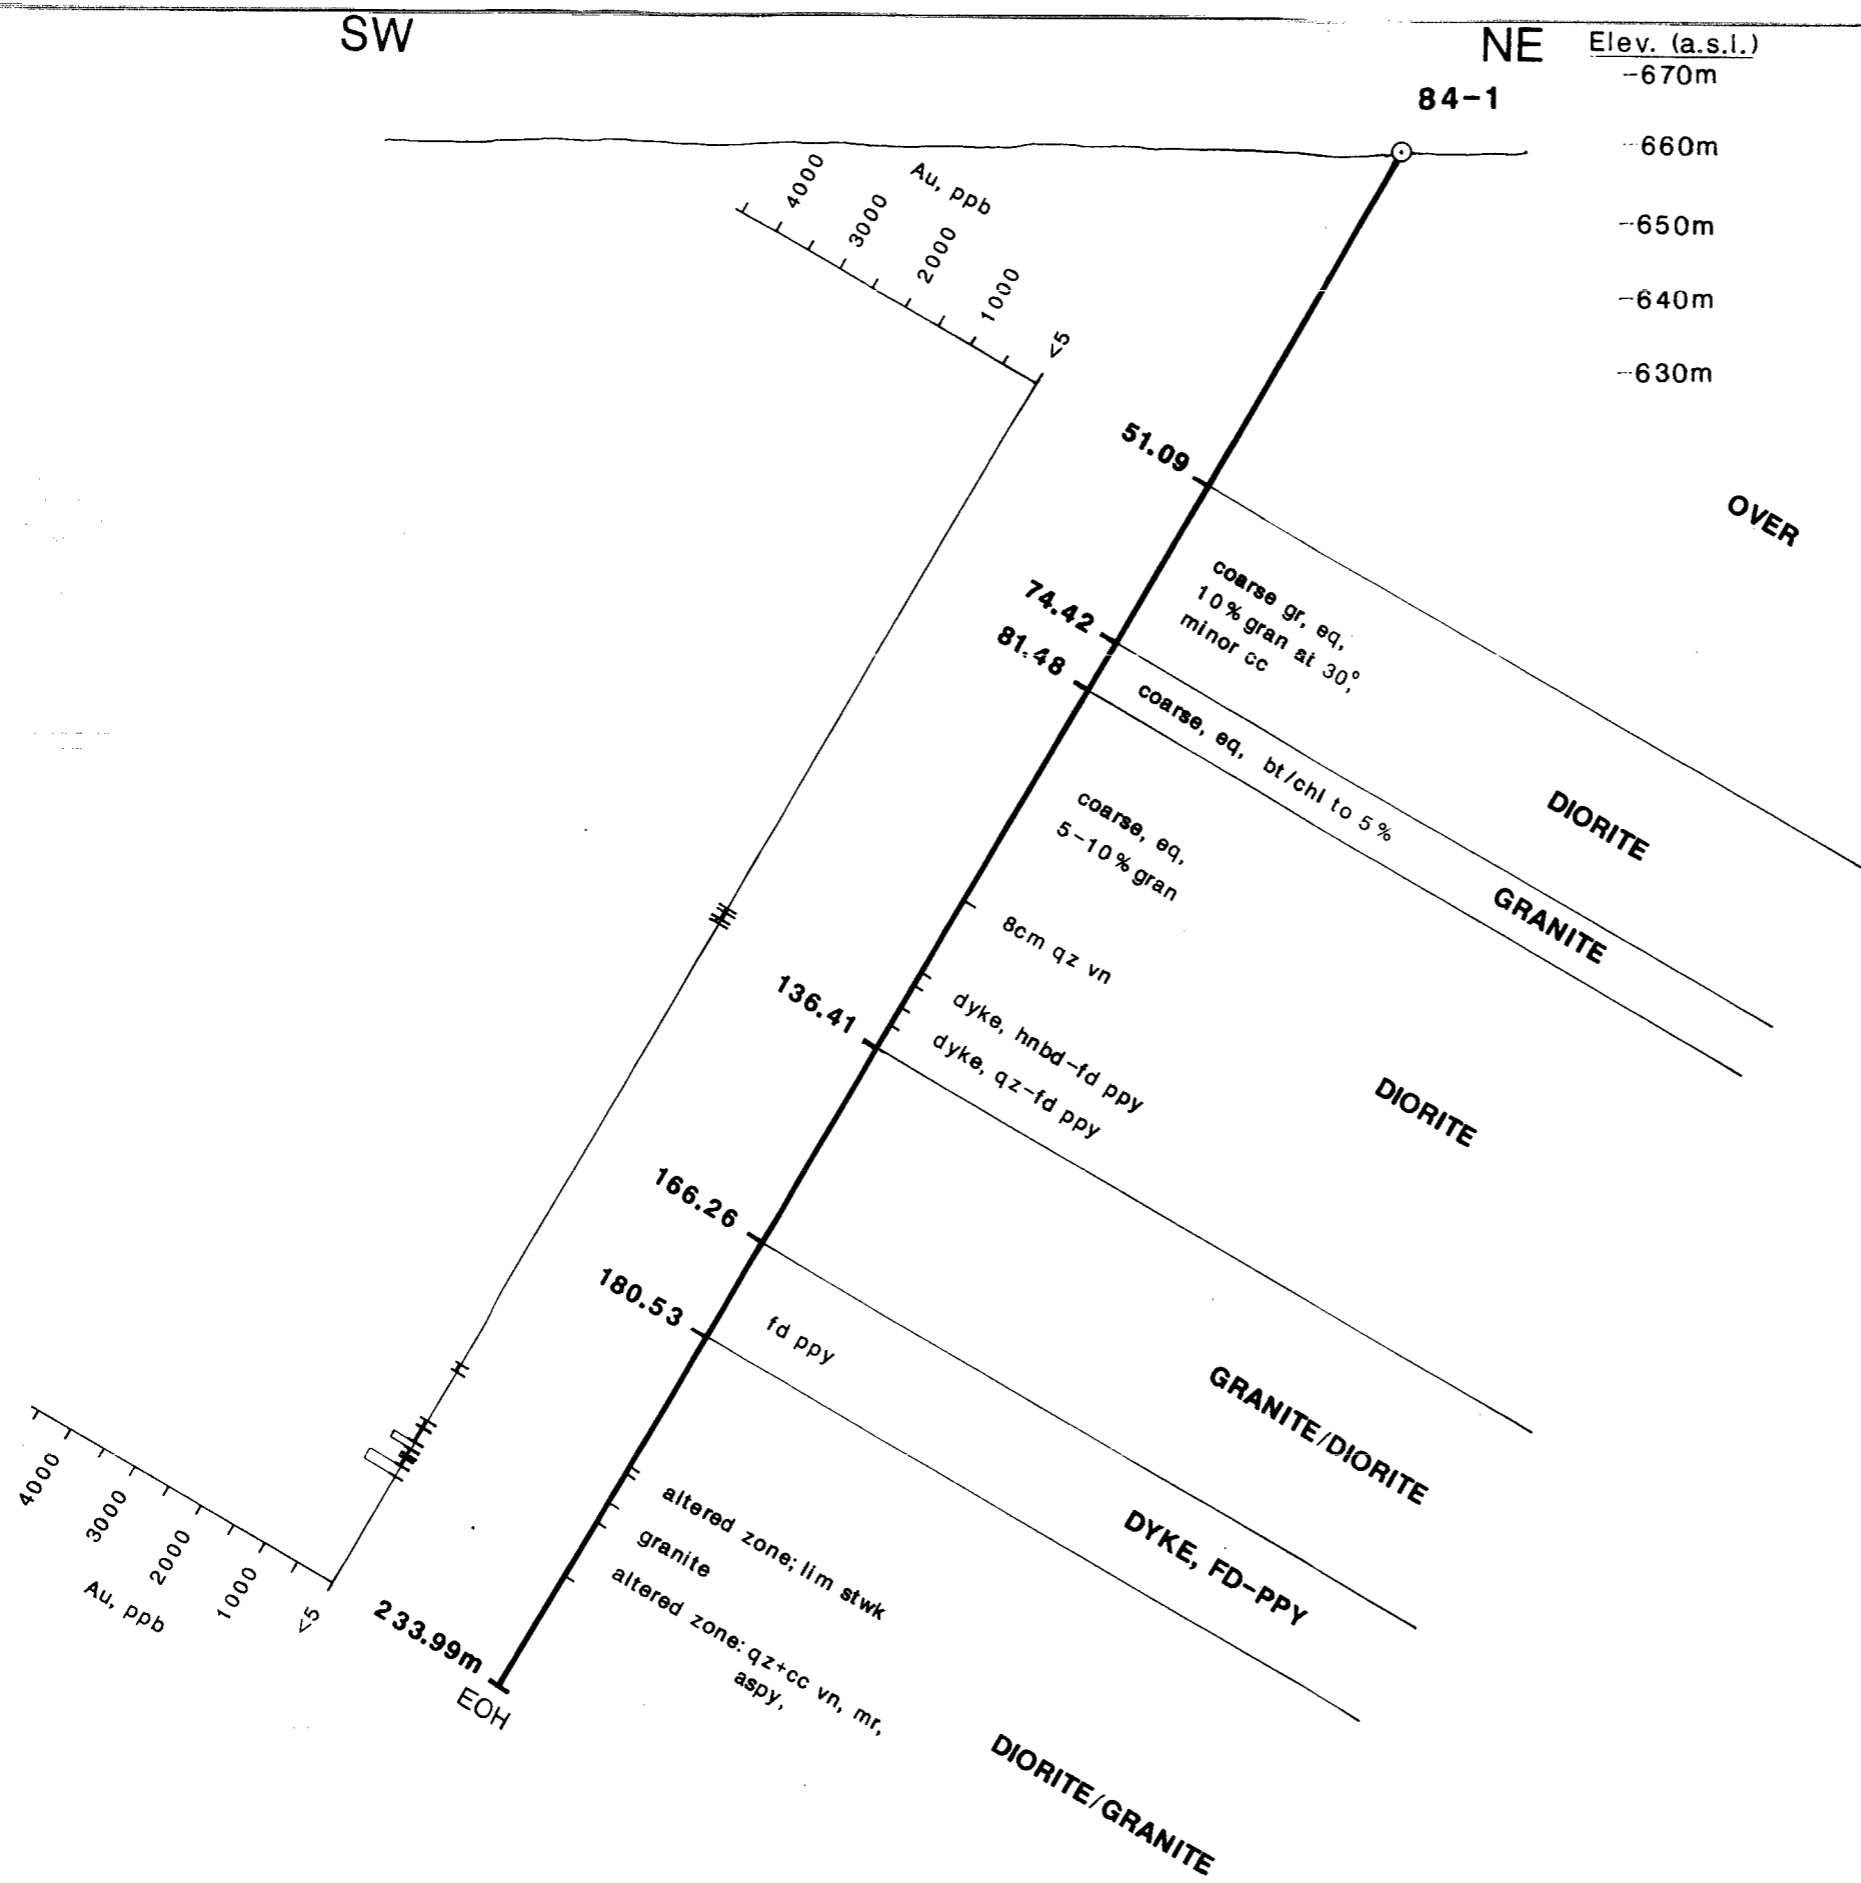 SW
NE
Elev. (a.s.l.)
-670m
84-1
-660m
-650m
-640m
-630m
Au, ppb
4000
3000
2000
1000
<5
51.09
OVER
coarse gr, eq,
10% gran at 30°,
minor cc
74.42
81.48
coarse, eq, bt/chl to 5%
DIORITE
GRANITE
coarse, eq,
5-10% gran
8cm qz vn
dyke, hnbd-fd ppy
dyke, qz-fd ppy
136.41
DIORITE
166.26
180.53
fd ppy
GRANITE/DIORITE
DYKE, FD-PPY
altered zone; lim stwk
granite
altered zone: qz+cc vn, mr,
aspy,
4000
3000
2000
1000
<5
Au, ppb
233.99m
EOH
DIORITE/GRANITE